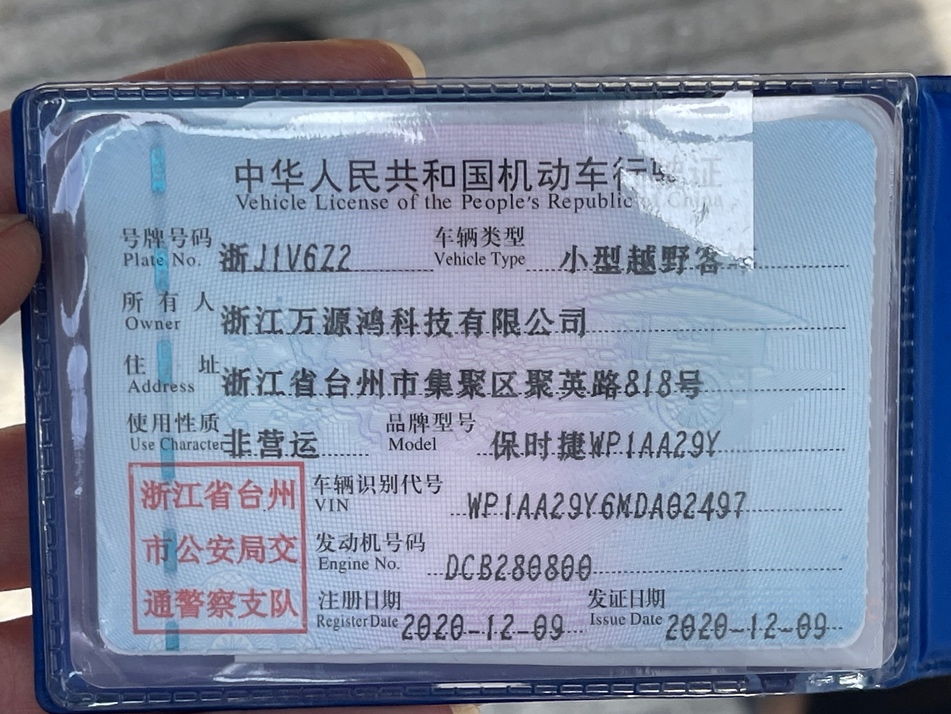 中华人民共和国机动车行驶证
Vehicle License of the People's Republic of China
号牌号码 浙J1V6Z2 车辆类型 小型越野客车
Plate No. Vehicle Type
所有人 浙江万源鸿科技有限公司
Owner
住址 浙江省台州市集聚区聚英路818号
Address
使用性质 非营运 品牌型号 保时捷WP1AA29Y
Use Character Model
浙江省台州
市公安局交
通警察支队
车辆识别代号 WP1AA29Y6MDA02497
VIN
发动机号码 DCB280800
Engine No.
注册日期 2020-12-09 发证日期 2020-12-09
Register Date Issue Date